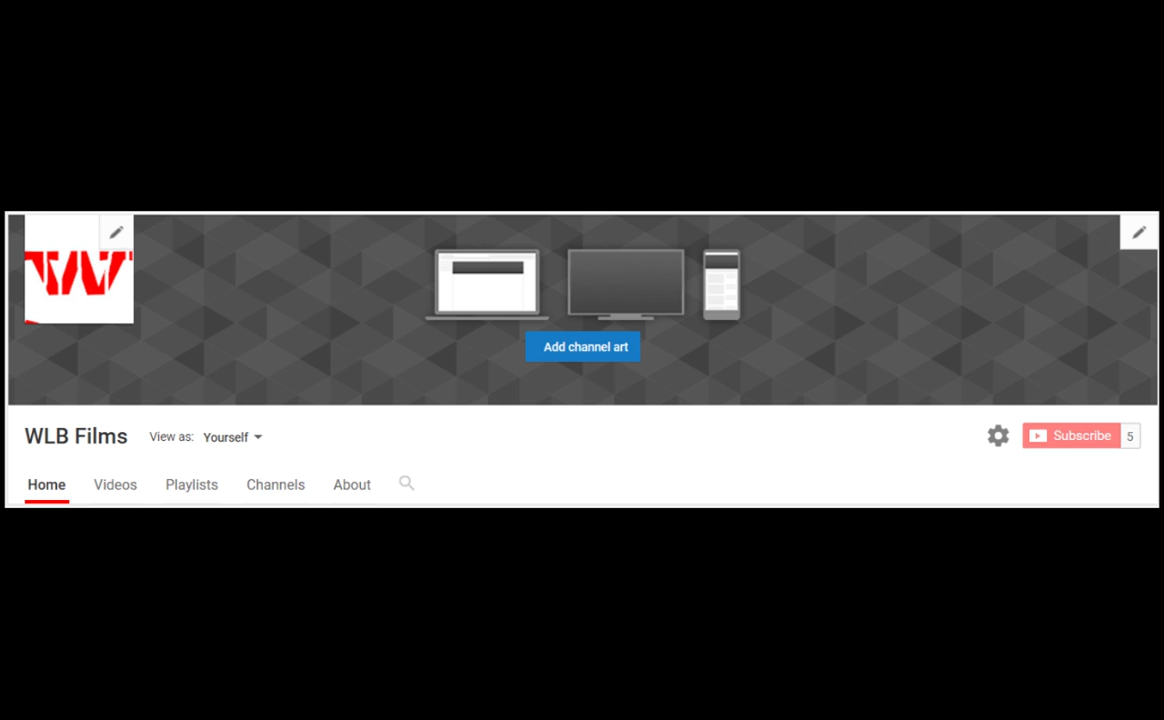 Add channel art
WLB Films View as: Yourself Subscribe 5
Home Videos Playlists Channels About